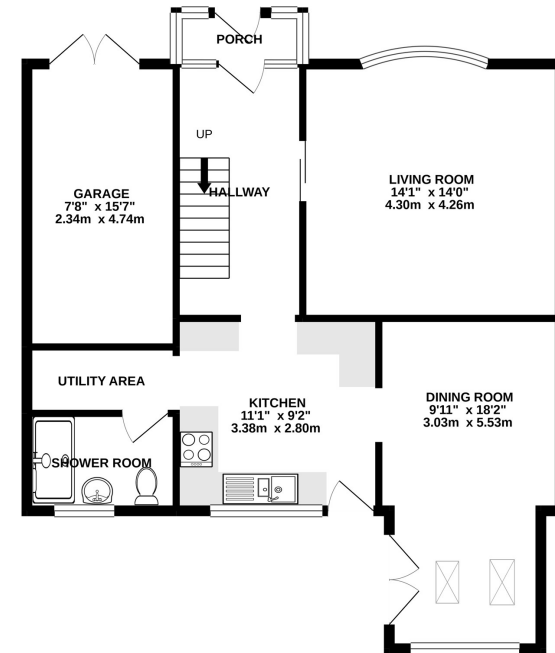 PORCH
UP
HALLWAY
GARAGE
7'8" x 15'7"
2.34m x 4.74m
LIVING ROOM
14'1" x 14'0"
4.30m x 4.26m
UTILITY AREA
KITCHEN
11'1" x 9'2"
3.38m x 2.80m
DINING ROOM
9'11" x 18'2"
3.03m x 5.53m
SHOWER ROOM